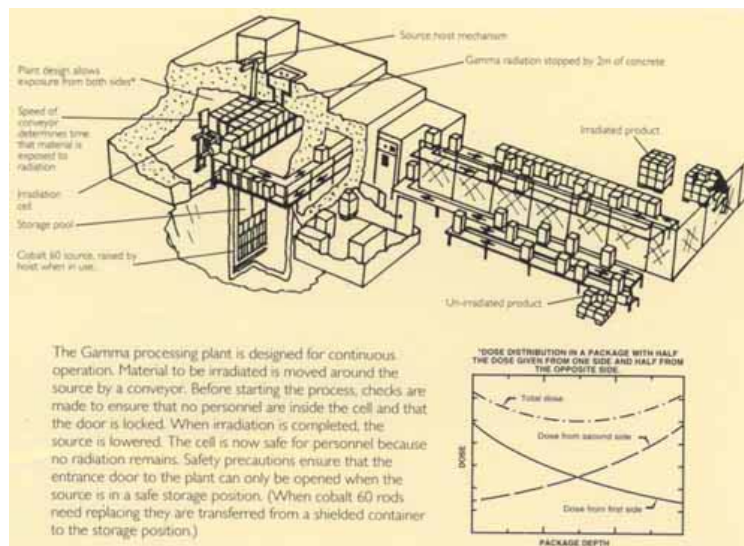 Source hoist mechanism
Gamma radiation stopped by 2m of concrete
Plant design allows
exposure from both sides*
Speed of
conveyor
determines time
that material is
exposed to
radiation
Irradiated product
Irradiation
cell
Storage pool
Cobalt 60 source, raised by
hoist when in use.
Un-irradiated product
The Gamma processing plant is designed for continuous
operation. Material to be irradiated is moved around the
source by a conveyor. Before starting the process, checks are
made to ensure that no personnel are inside the cell and that
the door is locked. When irradiation is completed, the
source is lowered. The cell is now safe for personnel because
no radiation remains. Safety precautions ensure that the
entrance door to the plant can only be opened when the
source is in a safe storage position. (When cobalt 60 rods
need replacing they are transferred from a shielded container
to the storage position.)
*DOSE DISTRIBUTION IN A PACKAGE WITH HALF
THE DOSE GIVEN FROM ONE SIDE AND HALF FROM
THE OPPOSITE SIDE.
Total dose
Dose from second side
DOSE
Dose from first side
PACKAGE DEPTH